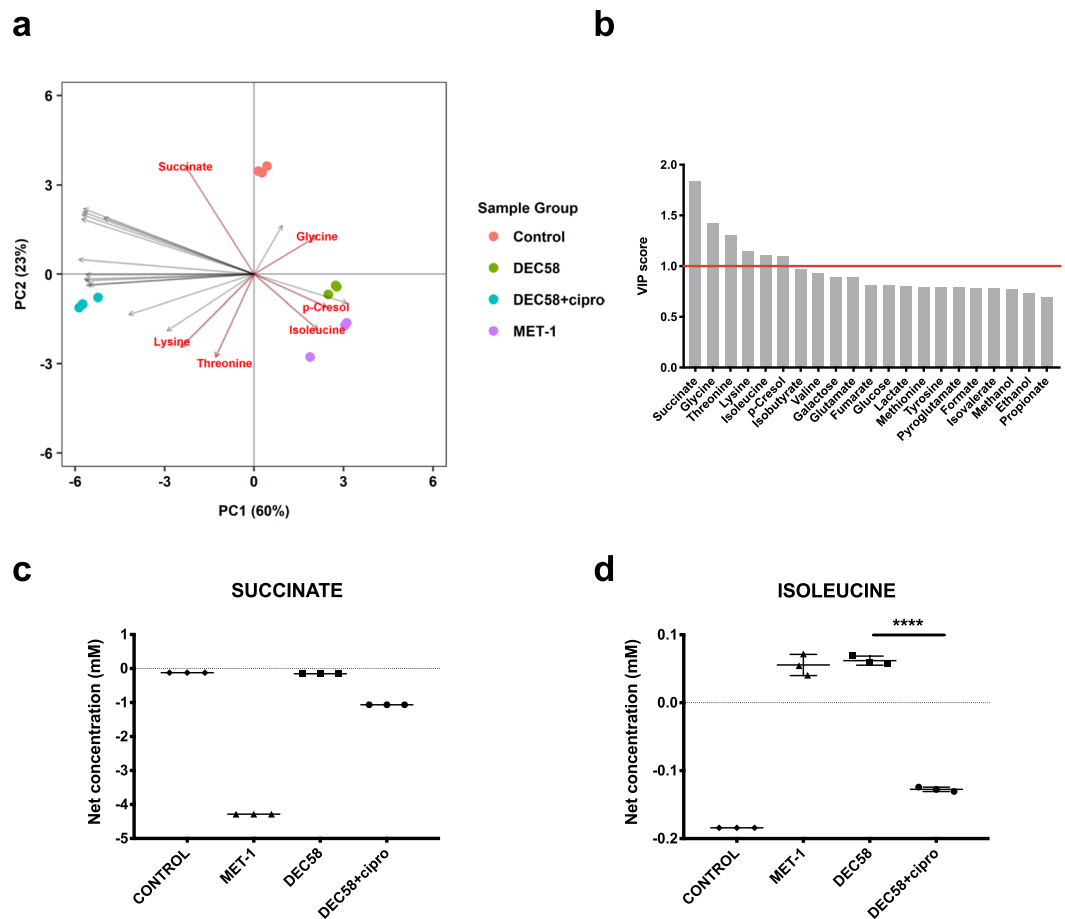 a
6
3
0
-3
-6
-6
-3
0
3
6
PC2 (23%)
PC1 (60%)
Succinate
Glycine
p-Cresol
Isoleucine
Lysine
Threonine
Sample Group
Control
DEC58
DEC58+cipro
MET-1
b
2.0
1.5
1.0
0.5
0.0
VIP score
Succinate
Glycine
Threonine
Lysine
Isoleucine
p-Cresol
Isobutyrate
Valine
Galactose
Glutamate
Fumarate
Glucose
Lactate
Methionine
Tyrosine
Pyroglutamate
Formate
Isovalerate
Methanol
Ethanol
Propionate
c
SUCCINATE
1
0
-1
-2
-3
-4
-5
Net concentration (mM)
CONTROL
MET-1
DEC58
DEC58+cipro
d
ISOLEUCINE
****
0.1
0.0
-0.1
-0.2
Net concentration (mM)
CONTROL
MET-1
DEC58
DEC58+cipro